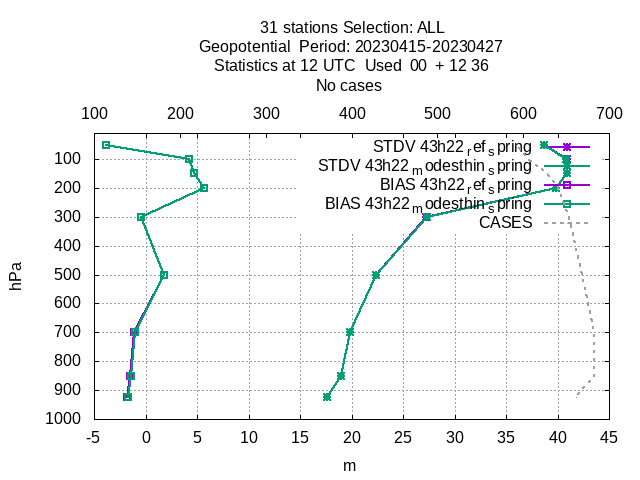 31 stations Selection: ALL
Geopotential  Period: 20230415-20230427
Statistics at 12 UTC  Used  00  + 12 36
No cases
100 200 300 400 500 600 700
STDV 43h22_ref_spring
100 STDV 43h22_modesthin_spring
BIAS 43h22_ref_spring
200
BIAS 43h22_modesthin_spring
300 CASES
400
500
600
700
800
900
1000
hPa
-5 0 5 10 15 20 25 30 35 40 45
m